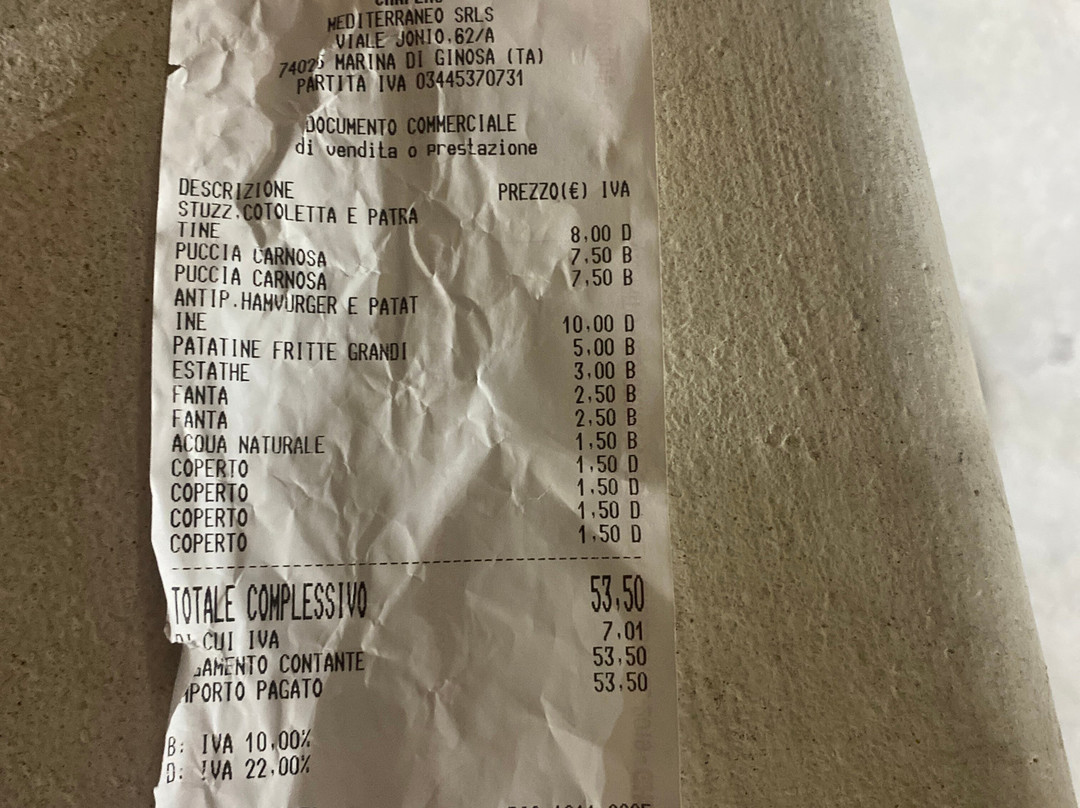 MEDITERRANEO SRLS
VIALE JONIO,62/A
74025 MARINA DI GINOSA (TA)
PARTITA IVA 03445370731
DOCUMENTO COMMERCIALE
di vendita o prestazione
DESCRIZIONE PREZZO(€) IVA
STUZZ.COTOLETTA E PATRA
TINE 8,00 D
PUCCIA CARNOSA 7,50 B
PUCCIA CARNOSA 7,50 B
ANTIP.HAMVURGER E PATAT
INE 10,00 D
PATATINE FRITTE GRANDI 5,00 B
ESTATHE 3,00 B
FANTA 2,50 B
FANTA 2,50 B
ACQUA NATURALE 1,50 B
COPERTO 1,50 D
COPERTO 1,50 D
COPERTO 1,50 D
COPERTO 1,50 D
TOTALE COMPLESSIVO 53,50
DI CUI IVA 7,01
GAMENTO CONTANTE 53,50
MPORTO PAGATO 53,50
B: IVA 10,00%
D: IVA 22,00%